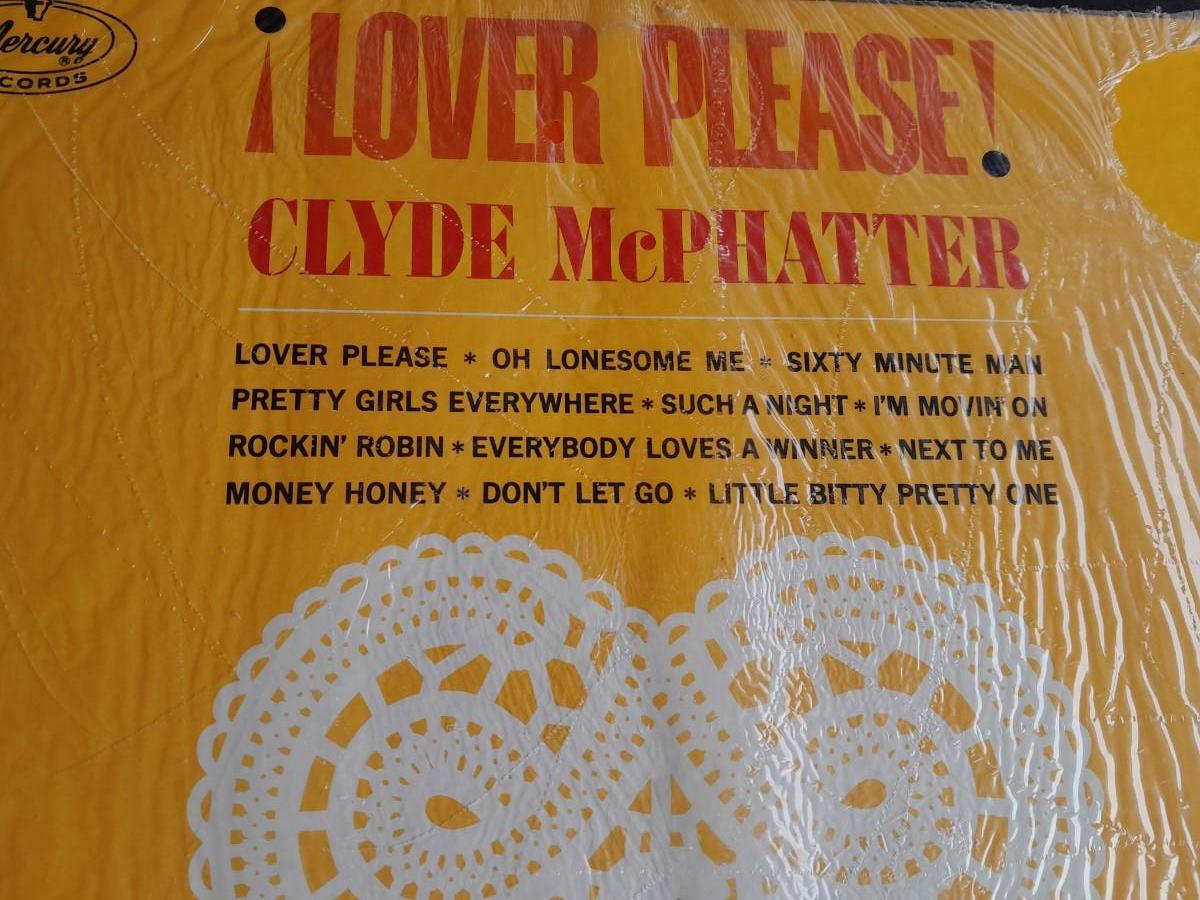 Mercury
®
CORDS
¡LOVER PLEASE!
CLYDE McPHATTER
LOVER PLEASE * OH LONESOME ME * SIXTY MINUTE MAN
PRETTY GIRLS EVERYWHERE * SUCH A NIGHT * I'M MOVIN' ON
ROCKIN' ROBIN * EVERYBODY LOVES A WINNER * NEXT TO ME
MONEY HONEY * DON'T LET GO * LITTLE BITTY PRETTY ONE